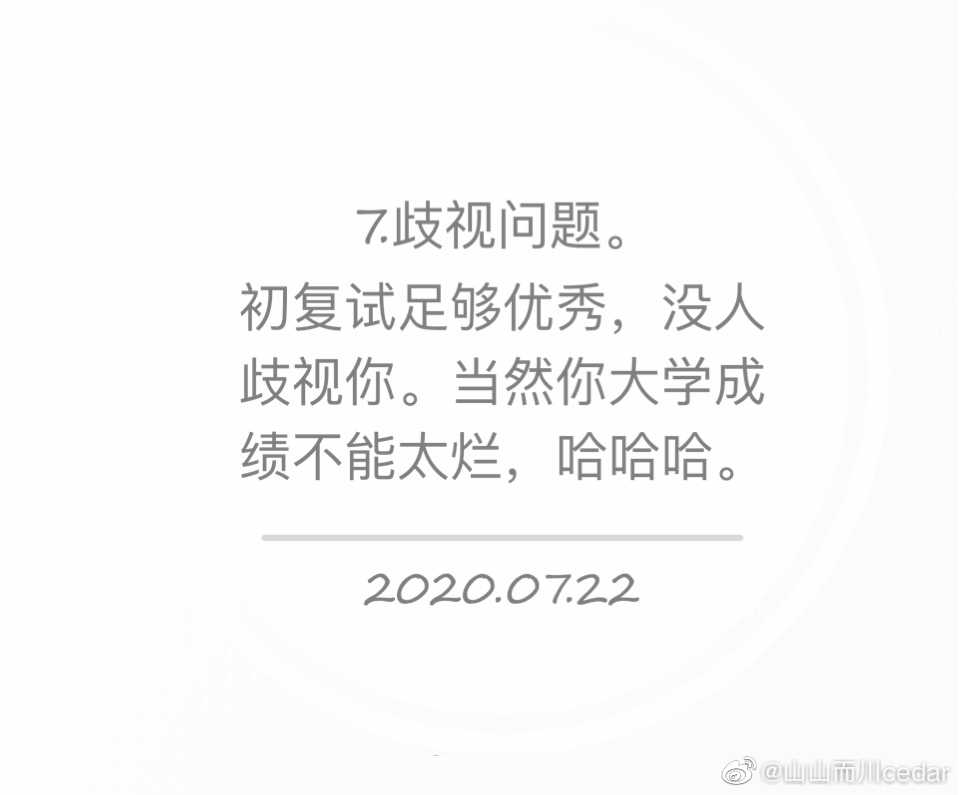 7.歧视问题。
初复试足够优秀，没人
歧视你。当然你大学成
绩不能太烂，哈哈哈。
2020.07.22
@山山而川cedar